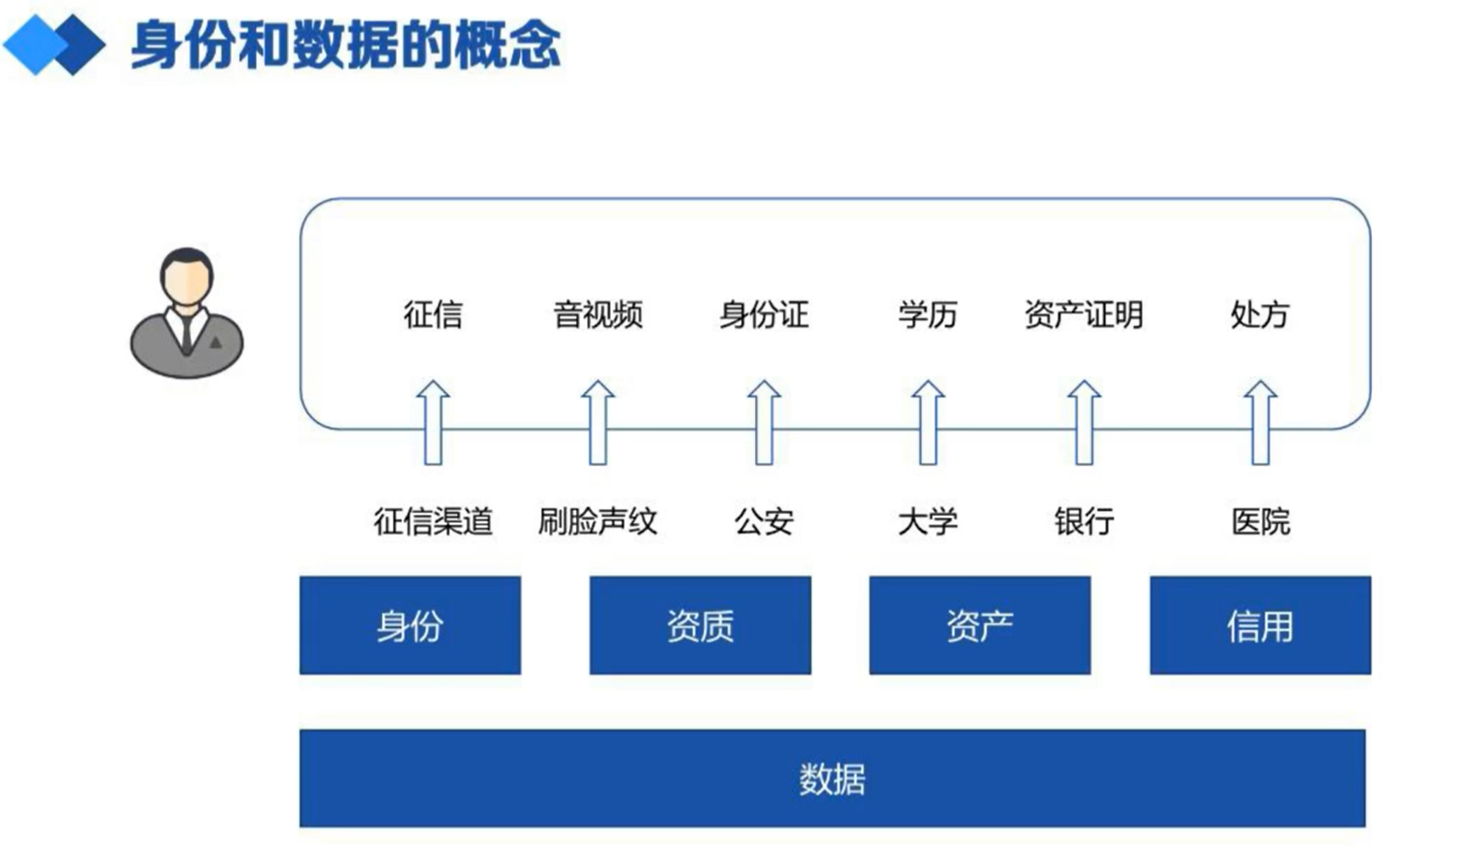 身份和数据的概念
征信 音视频 身份证 学历 资产证明 处方
征信渠道 刷脸声纹 公安 大学 银行 医院
身份 资质 资产 信用
数据